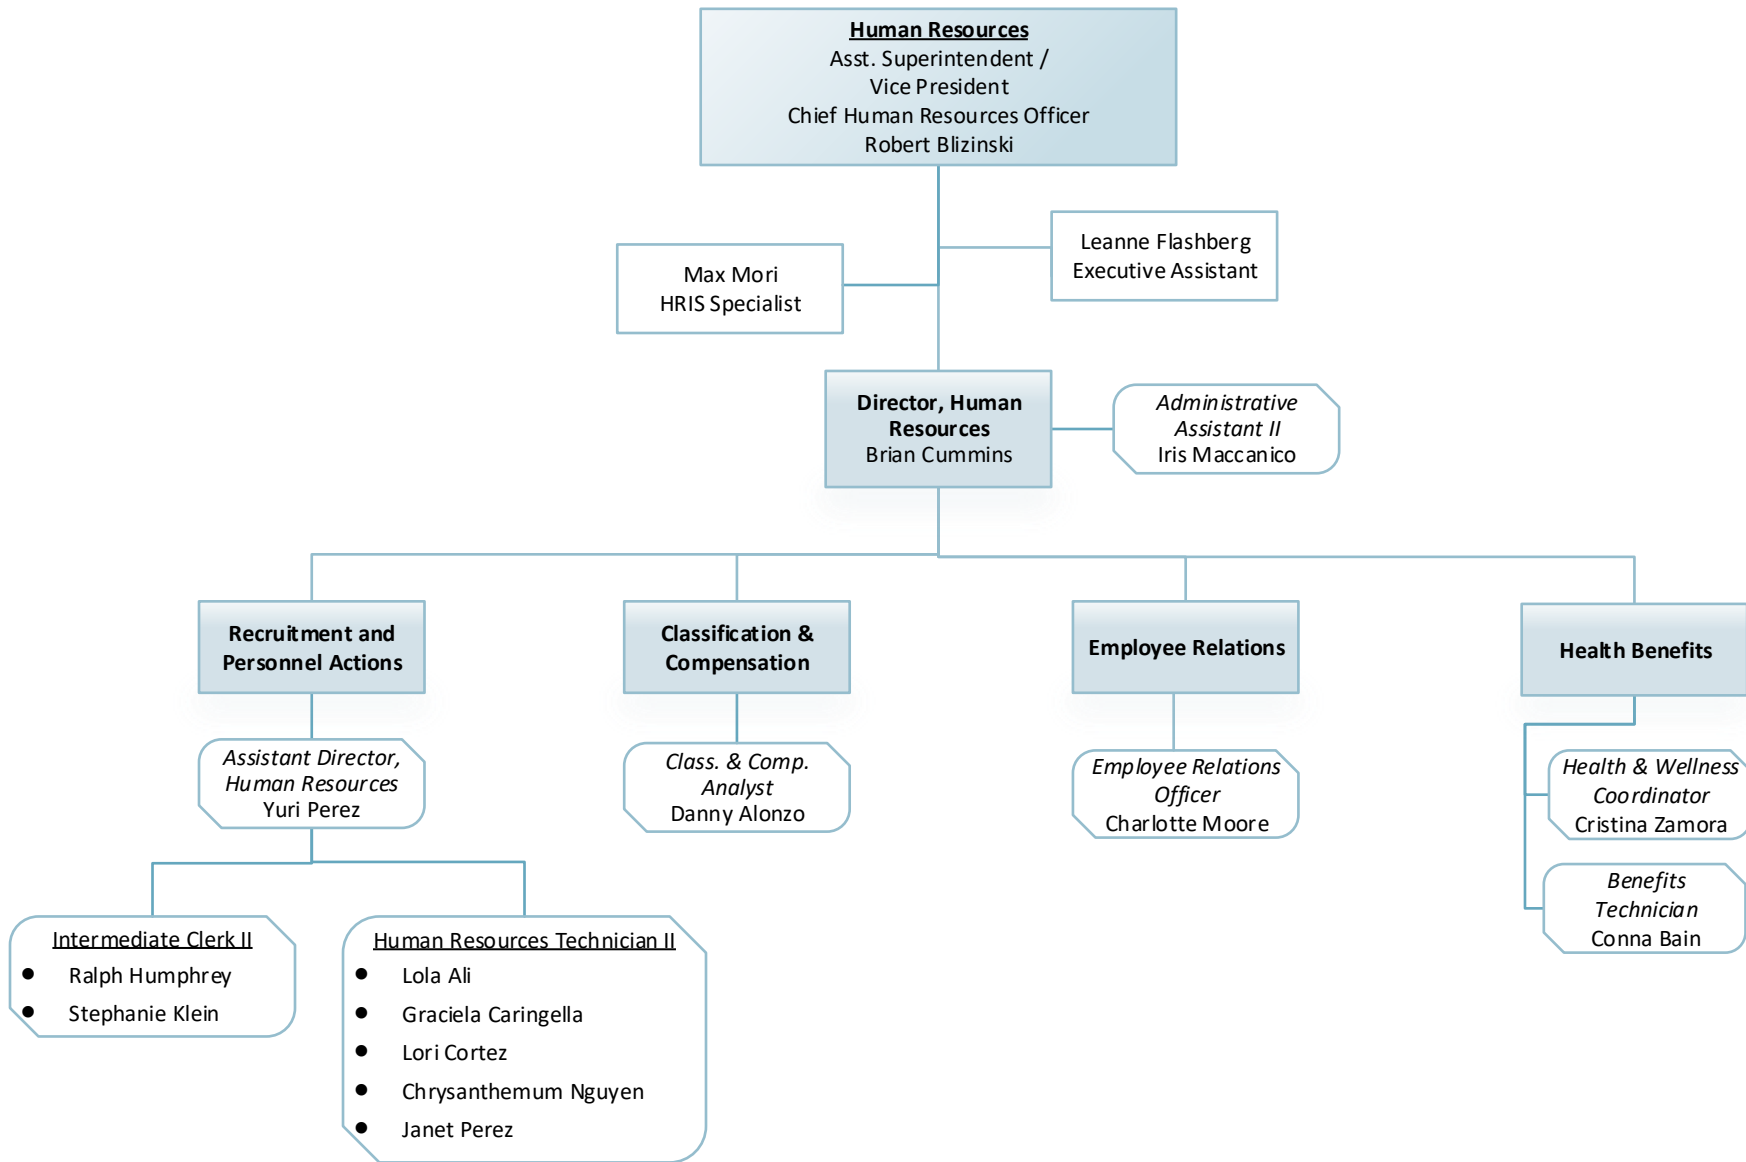 Human Resources
Asst. Superintendent /
Vice President
Chief Human Resources Officer
Robert Blizinski
Leanne Flashberg
Executive Assistant
Max Mori
HRIS Specialist
Director, Human
Resources
Brian Cummins
Administrative
Assistant II
Iris Maccanico
Recruitment and
Personnel Actions
Classification &
Compensation
Employee Relations
Health Benefits
Assistant Director,
Human Resources
Yuri Perez
Class. & Comp.
Analyst
Danny Alonzo
Employee Relations
Officer
Charlotte Moore
Health & Wellness
Coordinator
Cristina Zamora
Benefits
Technician
Conna Bain
Intermediate Clerk II
● Ralph Humphrey
● Stephanie Klein
Human Resources Technician II
● Lola Ali
● Graciela Caringella
● Lori Cortez
● Chrysanthemum Nguyen
● Janet Perez